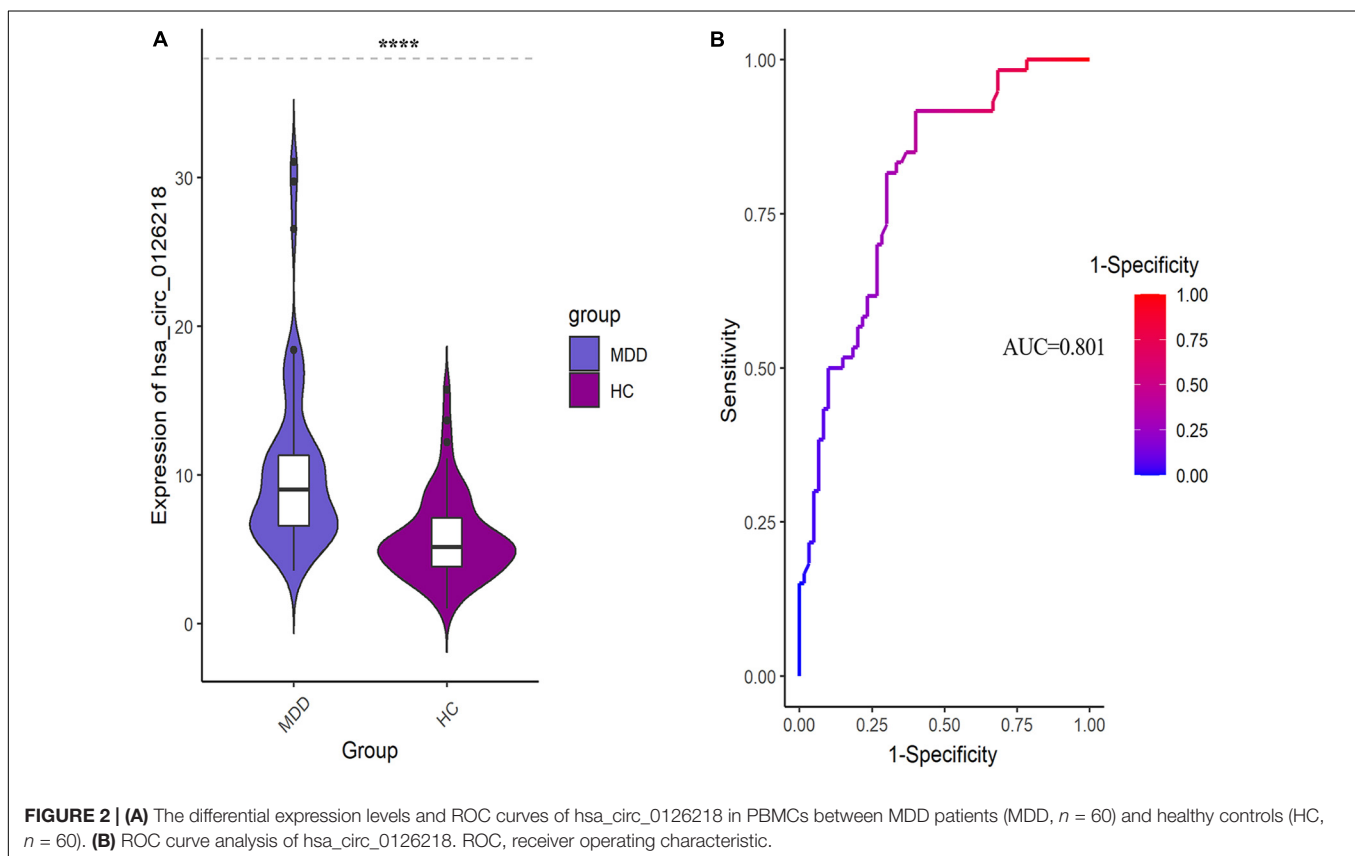 A
****
Expression of hsa_circ_0126218
30
20
10
0
MDD
HC
Group
group
MDD
HC
B
Sensitivity
1.00
0.75
0.50
0.25
0.00
0.00
0.25
0.50
0.75
1.00
1-Specificity
AUC=0.801
1-Specificity
1.00
0.75
0.50
0.25
0.00
FIGURE 2 | (A) The differential expression levels and ROC curves of hsa_circ_0126218 in PBMCs between MDD patients (MDD, n = 60) and healthy controls (HC,
n = 60). (B) ROC curve analysis of hsa_circ_0126218. ROC, receiver operating characteristic.